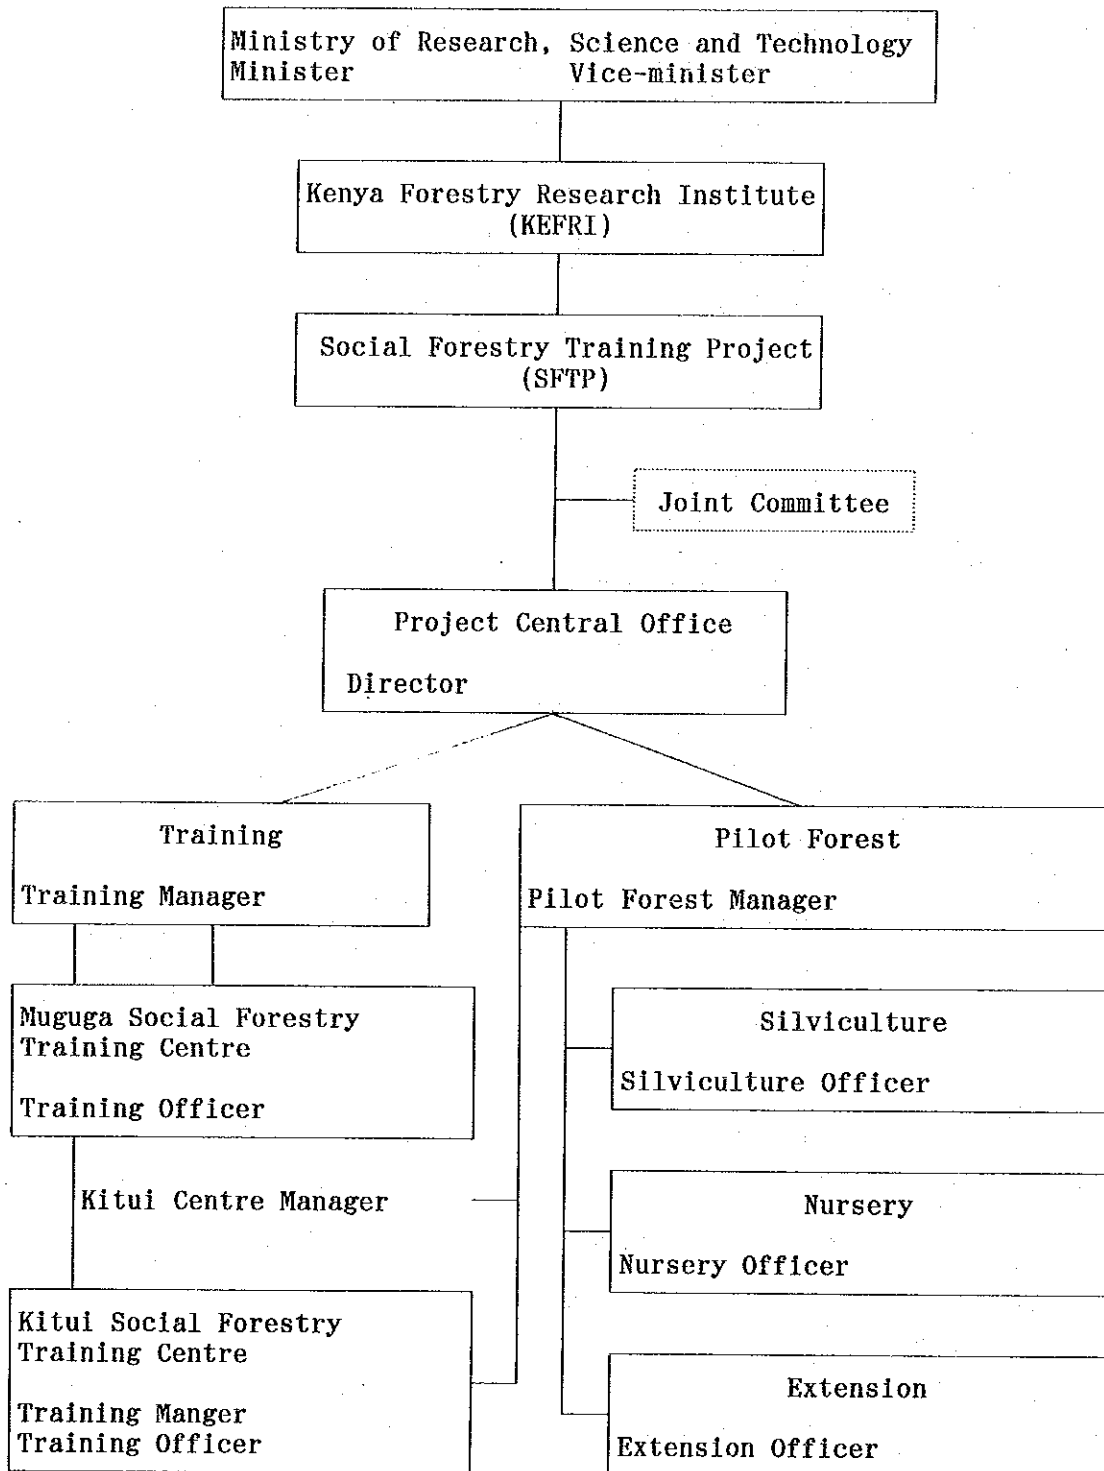 Ministry of Research, Science and Technology
Minister Vice-minister
Kenya Forestry Research Institute
(KEFRI)
Social Forestry Training Project
(SFTP)
Joint Committee
Project Central Office
Director
Training
Training Manager
Pilot Forest
Pilot Forest Manager
Muguga Social Forestry
Training Centre
Training Officer
Kitui Centre Manager
Kitui Social Forestry
Training Centre
Training Manger
Training Officer
Silviculture
Silviculture Officer
Nursery
Nursery Officer
Extension
Extension Officer